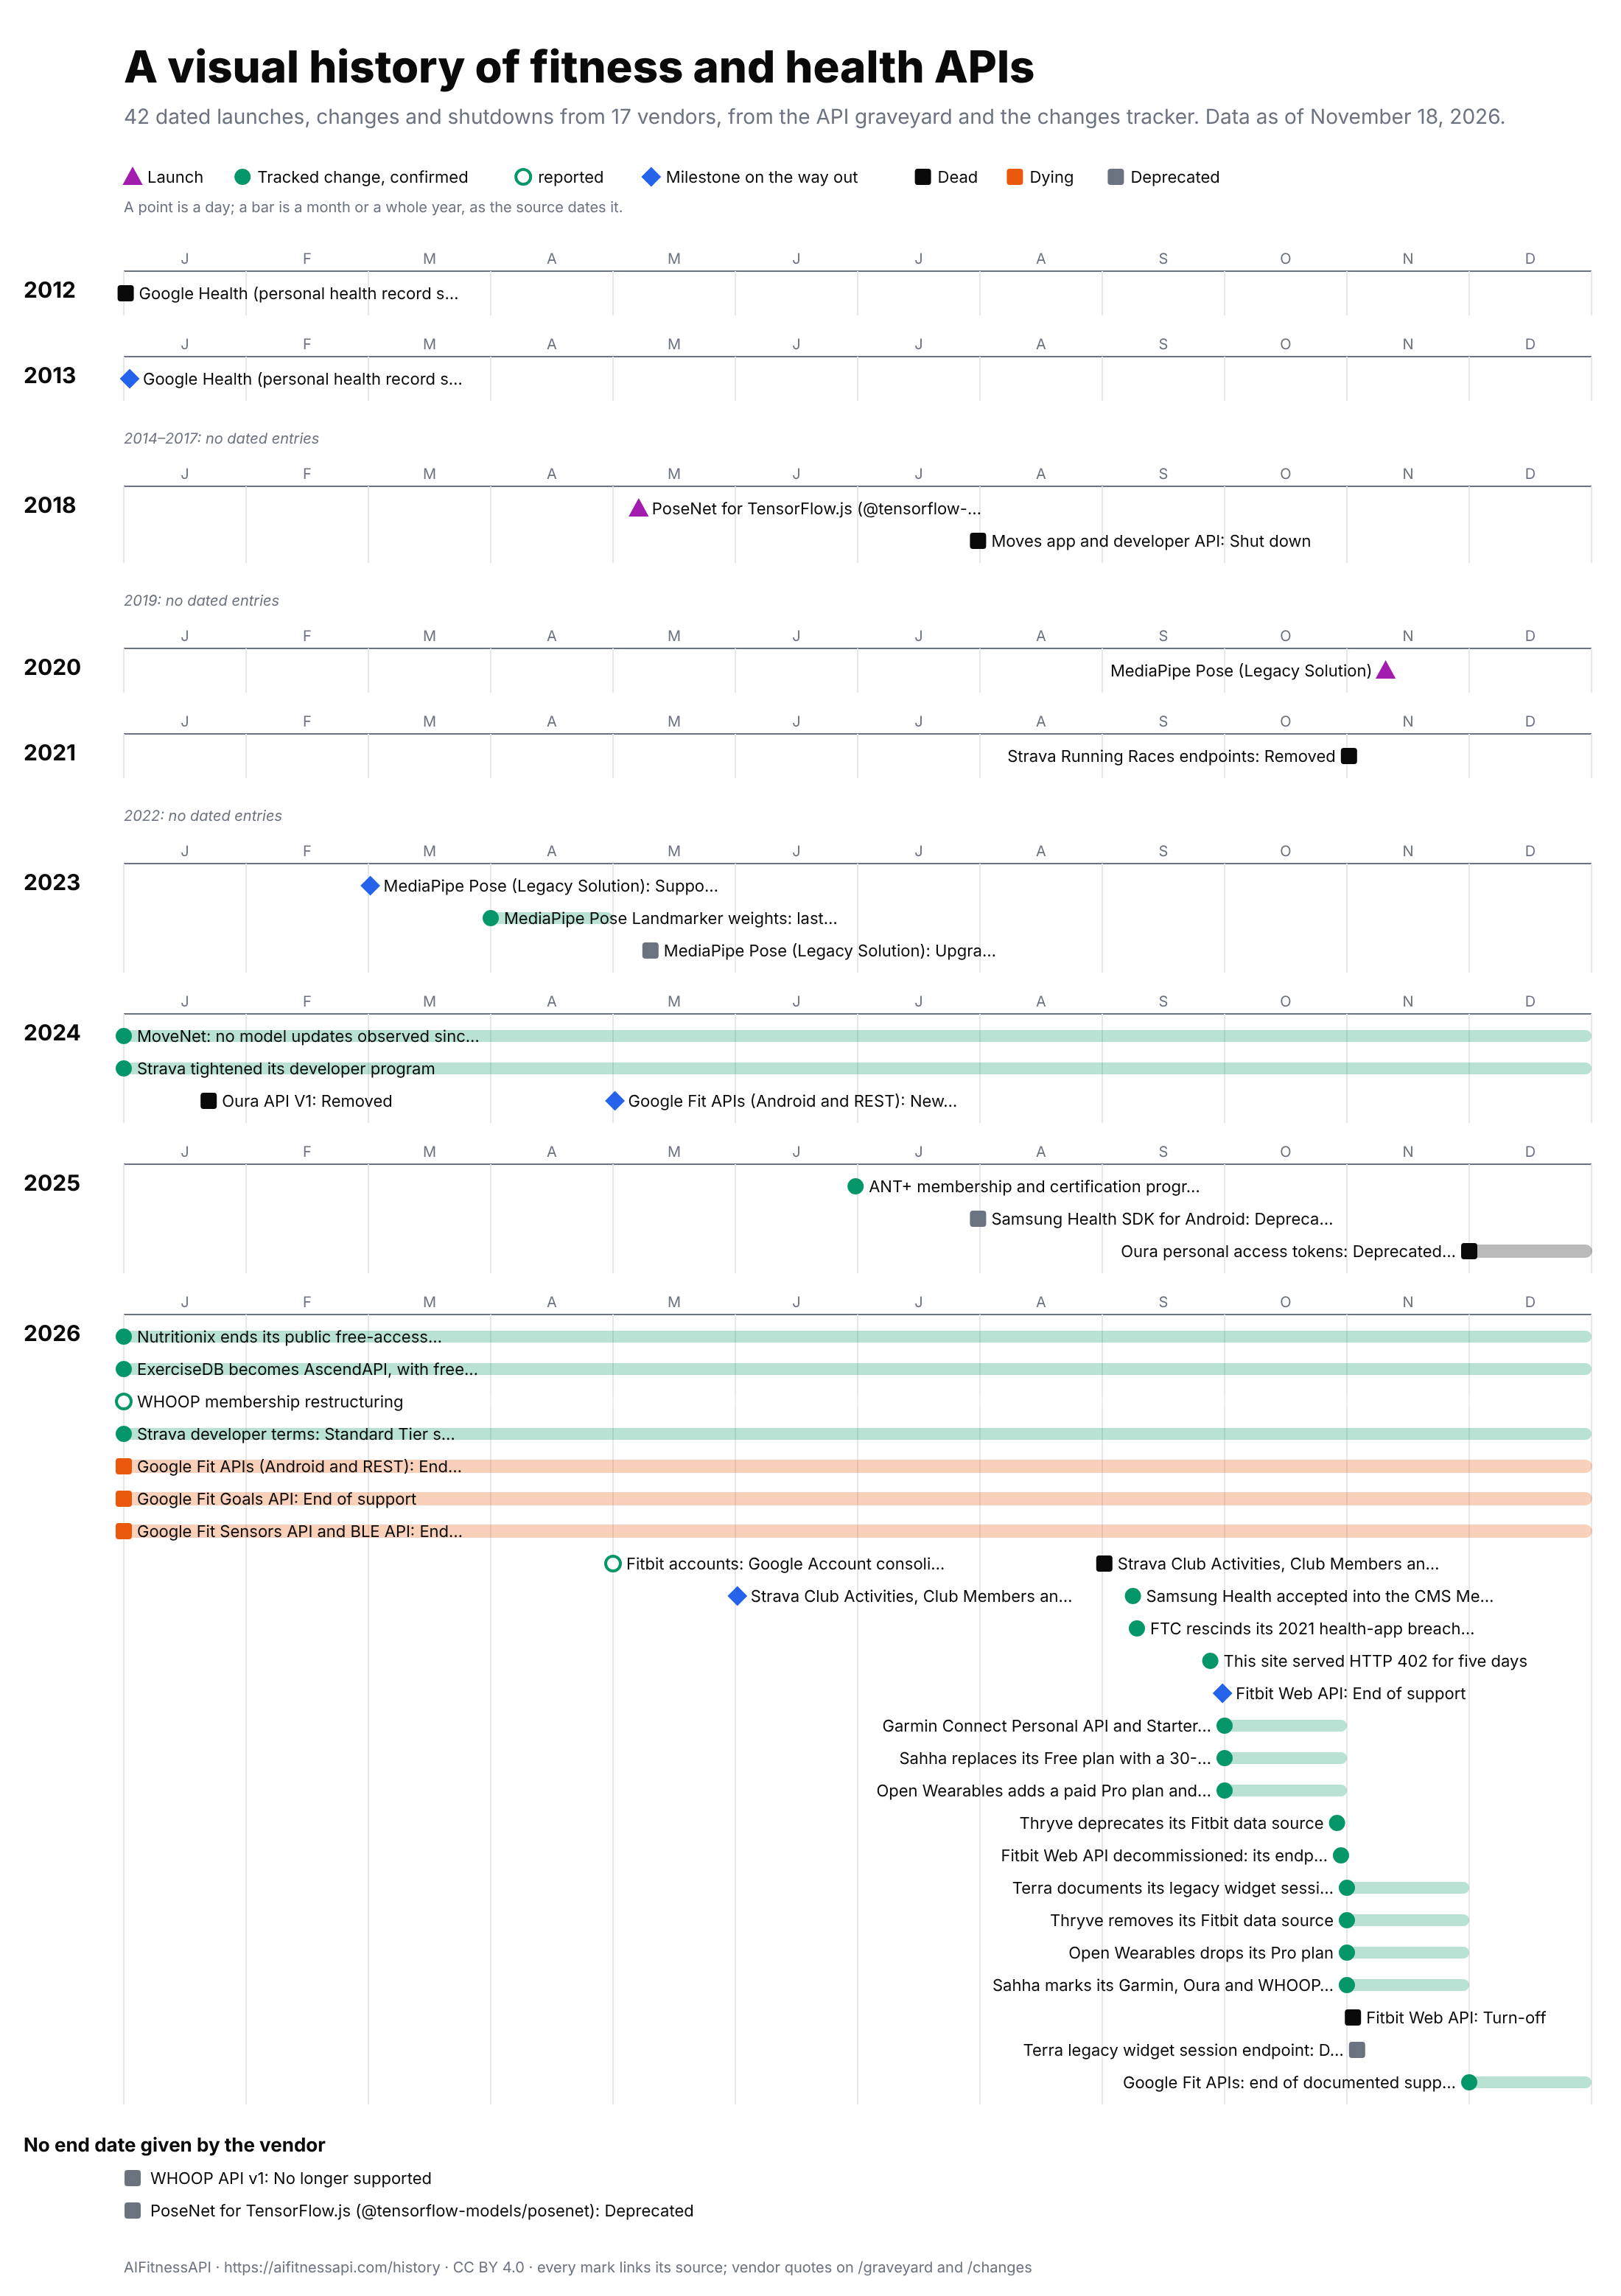 A visual history of fitness and health APIs
42 dated launches, changes and shutdowns from 17 vendors, from the API graveyard and the changes tracker. Data as of November 18, 2026.
Launch Tracked change, confirmed reported Milestone on the way out Dead Dying Deprecated
A point is a day; a bar is a month or a whole year, as the source dates it.
J F M A M J J A S O N D
2012
Google Health (personal health record s...
J F M A M J J A S O N D
2013
Google Health (personal health record s...
2014–2017: no dated entries
J F M A M J J A S O N D
2018
PoseNet for TensorFlow.js (@tensorflow-...
Moves app and developer API: Shut down
2019: no dated entries
J F M A M J J A S O N D
2020
MediaPipe Pose (Legacy Solution)
J F M A M J J A S O N D
2021
Strava Running Races endpoints: Removed
2022: no dated entries
J F M A M J J A S O N D
2023
MediaPipe Pose (Legacy Solution): Suppo...
MediaPipe Pose Landmarker weights: last...
MediaPipe Pose (Legacy Solution): Upgra...
J F M A M J J A S O N D
2024
MoveNet: no model updates observed sinc...
Strava tightened its developer program
Oura API V1: Removed Google Fit APIs (Android and REST): New...
J F M A M J J A S O N D
2025
ANT+ membership and certification progr...
Samsung Health SDK for Android: Depreca...
Oura personal access tokens: Deprecated...
J F M A M J J A S O N D
2026
Nutritionix ends its public free-access...
ExerciseDB becomes AscendAPI, with free...
WHOOP membership restructuring
Strava developer terms: Standard Tier s...
Google Fit APIs (Android and REST): End...
Google Fit Goals API: End of support
Google Fit Sensors API and BLE API: End...
Fitbit accounts: Google Account consoli... Strava Club Activities, Club Members an...
Strava Club Activities, Club Members an... Samsung Health accepted into the CMS Me...
FTC rescinds its 2021 health-app breach...
This site served HTTP 402 for five days
Fitbit Web API: End of support
Garmin Connect Personal API and Starter...
Sahha replaces its Free plan with a 30-...
Open Wearables adds a paid Pro plan and...
Thryve deprecates its Fitbit data source
Fitbit Web API decommissioned: its endp...
Terra documents its legacy widget sessi...
Thryve removes its Fitbit data source
Open Wearables drops its Pro plan
Sahha marks its Garmin, Oura and WHOOP...
Fitbit Web API: Turn-off
Terra legacy widget session endpoint: D...
Google Fit APIs: end of documented supp...
No end date given by the vendor
WHOOP API v1: No longer supported
PoseNet for TensorFlow.js (@tensorflow-models/posenet): Deprecated
AIFitnessAPI · https://aifitnessapi.com/history · CC BY 4.0 · every mark links its source; vendor quotes on /graveyard and /changes